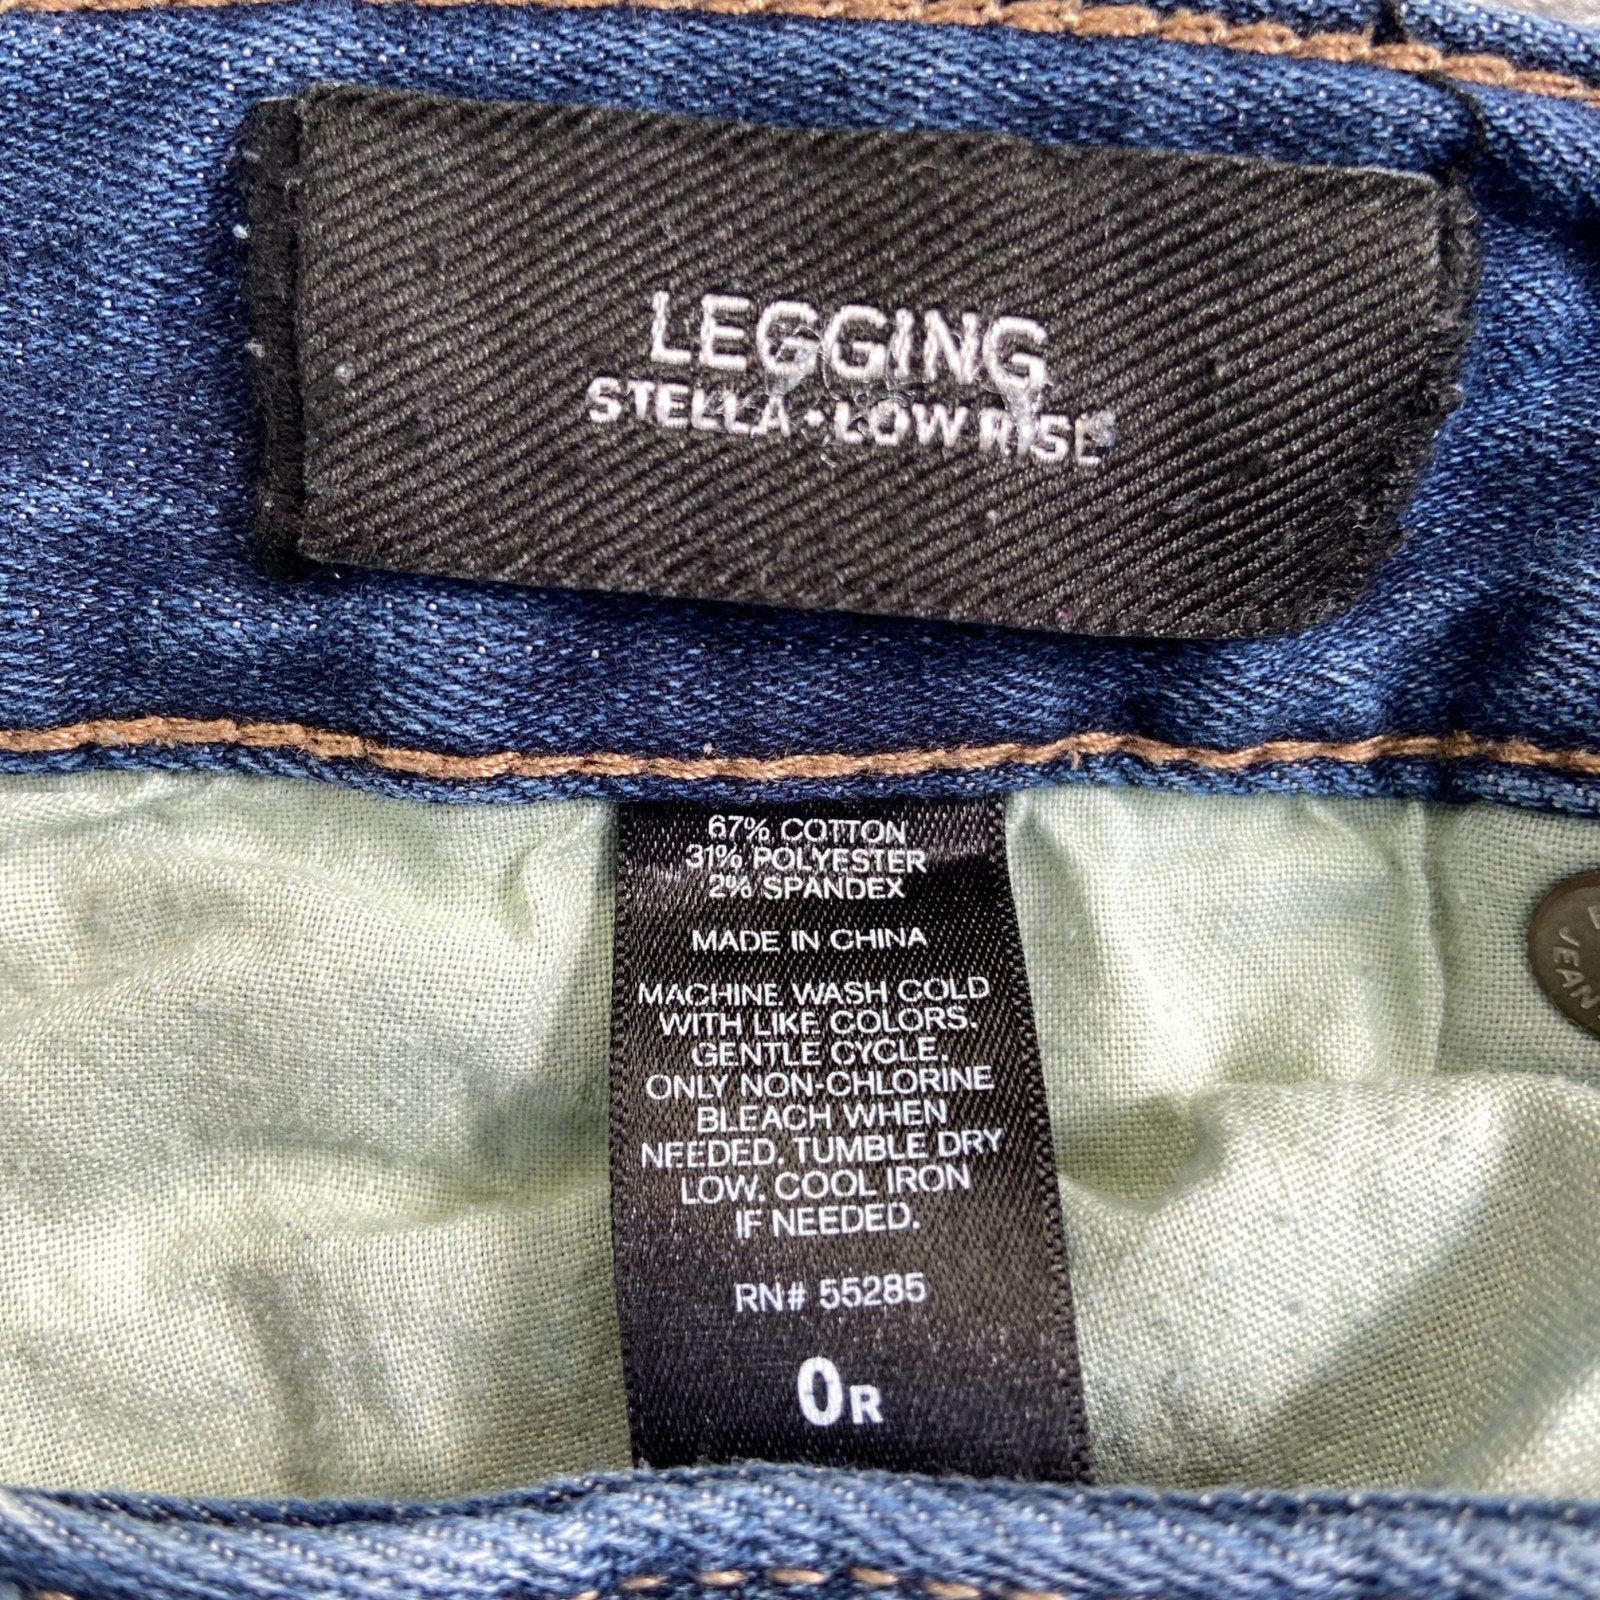 LEGGING
STELLA • LOW RISE
67% COTTON
31% POLYESTER
2% SPANDEX
MADE IN CHINA
MACHINE WASH COLD
WITH LIKE COLORS.
GENTLE CYCLE.
ONLY NON-CHLORINE
BLEACH WHEN
NEEDED. TUMBLE DRY
LOW. COOL IRON
IF NEEDED.
RN# 55285
0R
JEAN